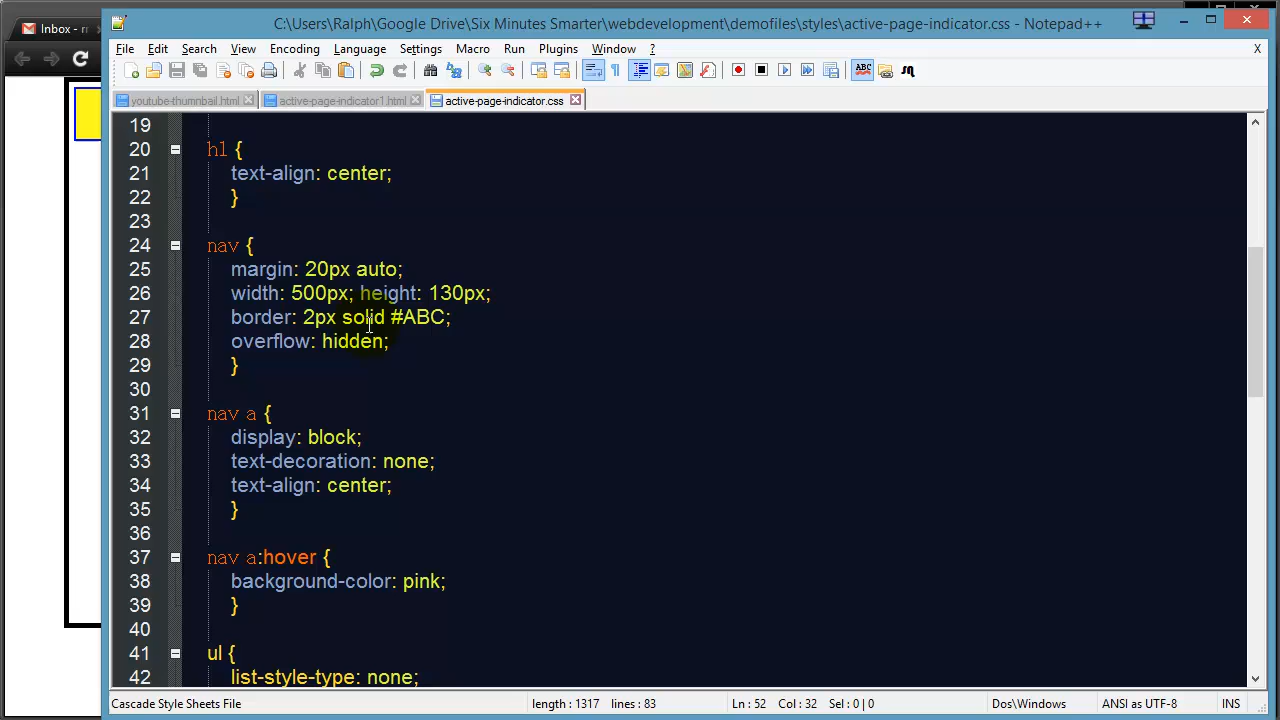 C:\Users\Ralph\Google Drive\Six Minutes Smarter\webdevelopment\htmofiles\styles\active-page-indicator.css - Notepad++
Inbox - r
File Edit Search View Encoding Language Settings Macro Run Plugins Window ? X
youtube-thumnbail.html active-page-indicator1.html active-page-indicator.css
19
20 h1 {
21 text-align: center;
22 }
23
24 nav {
25 margin: 20px auto;
26 width: 500px; height: 130px;
27 border: 2px solid #ABC;
28 overflow: hidden;
29 }
30
31 nav a {
32 display: block;
33 text-decoration: none;
34 text-align: center;
35 }
36
37 nav a:hover {
38 background-color: pink;
39 }
40
41 ul {
42 list-style-type: none;
Cascade Style Sheets File length : 1317 lines : 83 Ln : 52 Col : 32 Sel : 0 | 0 Dos\Windows ANSI as UTF-8 INS